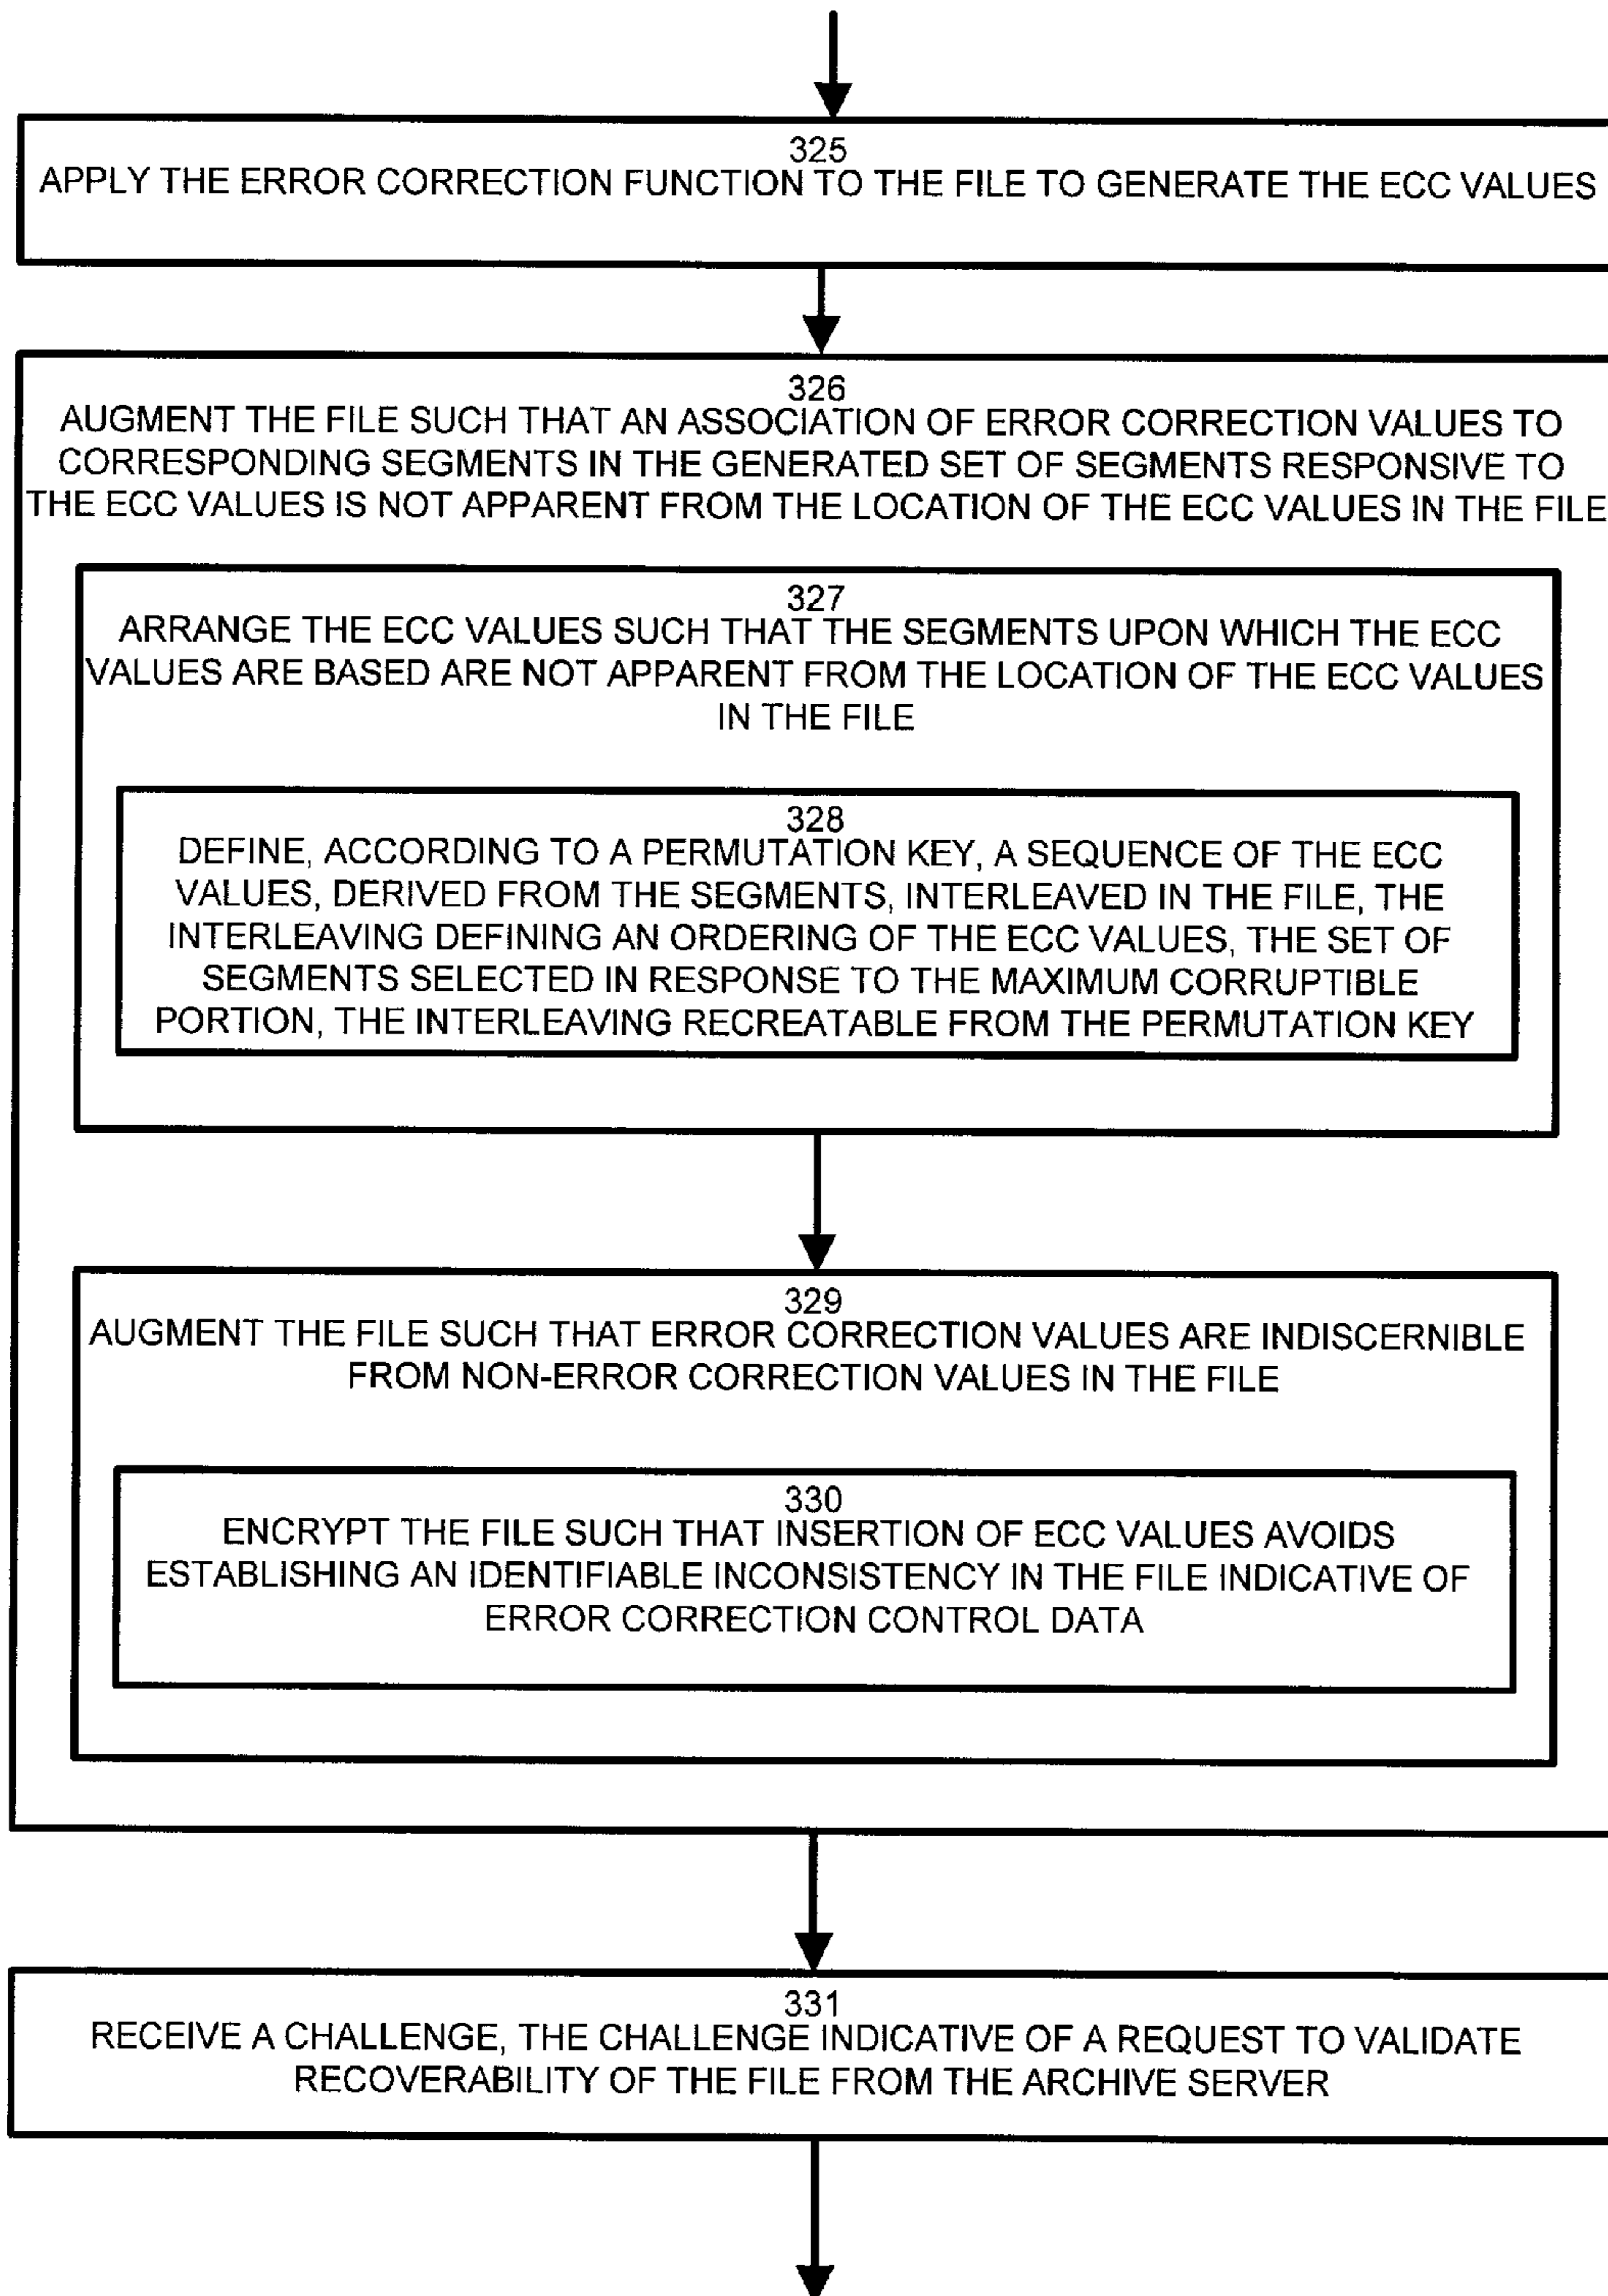 325
APPLY THE ERROR CORRECTION FUNCTION TO THE FILE TO GENERATE THE ECC VALUES
326
AUGMENT THE FILE SUCH THAT AN ASSOCIATION OF ERROR CORRECTION VALUES TO
CORRESPONDING SEGMENTS IN THE GENERATED SET OF SEGMENTS RESPONSIVE TO
THE ECC VALUES IS NOT APPARENT FROM THE LOCATION OF THE ECC VALUES IN THE FILE
327
ARRANGE THE ECC VALUES SUCH THAT THE SEGMENTS UPON WHICH THE ECC
VALUES ARE BASED ARE NOT APPARENT FROM THE LOCATION OF THE ECC VALUES
IN THE FILE
328
DEFINE, ACCORDING TO A PERMUTATION KEY, A SEQUENCE OF THE ECC
VALUES, DERIVED FROM THE SEGMENTS, INTERLEAVED IN THE FILE, THE
INTERLEAVING DEFINING AN ORDERING OF THE ECC VALUES, THE SET OF
SEGMENTS SELECTED IN RESPONSE TO THE MAXIMUM CORRUPTIBLE
PORTION, THE INTERLEAVING RECREATABLE FROM THE PERMUTATION KEY
329
AUGMENT THE FILE SUCH THAT ERROR CORRECTION VALUES ARE INDISCERNIBLE
FROM NON-ERROR CORRECTION VALUES IN THE FILE
330
ENCRYPT THE FILE SUCH THAT INSERTION OF ECC VALUES AVOIDS
ESTABLISHING AN IDENTIFIABLE INCONSISTENCY IN THE FILE INDICATIVE OF
ERROR CORRECTION CONTROL DATA
331
RECEIVE A CHALLENGE, THE CHALLENGE INDICATIVE OF A REQUEST TO VALIDATE
RECOVERABILITY OF THE FILE FROM THE ARCHIVE SERVER